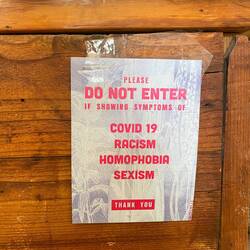 PLEASE
DO NOT ENTER
IF SHOWING SYMPTOMS OF
COVID 19
RACISM
HOMOPHOBIA
SEXISM
THANK YOU